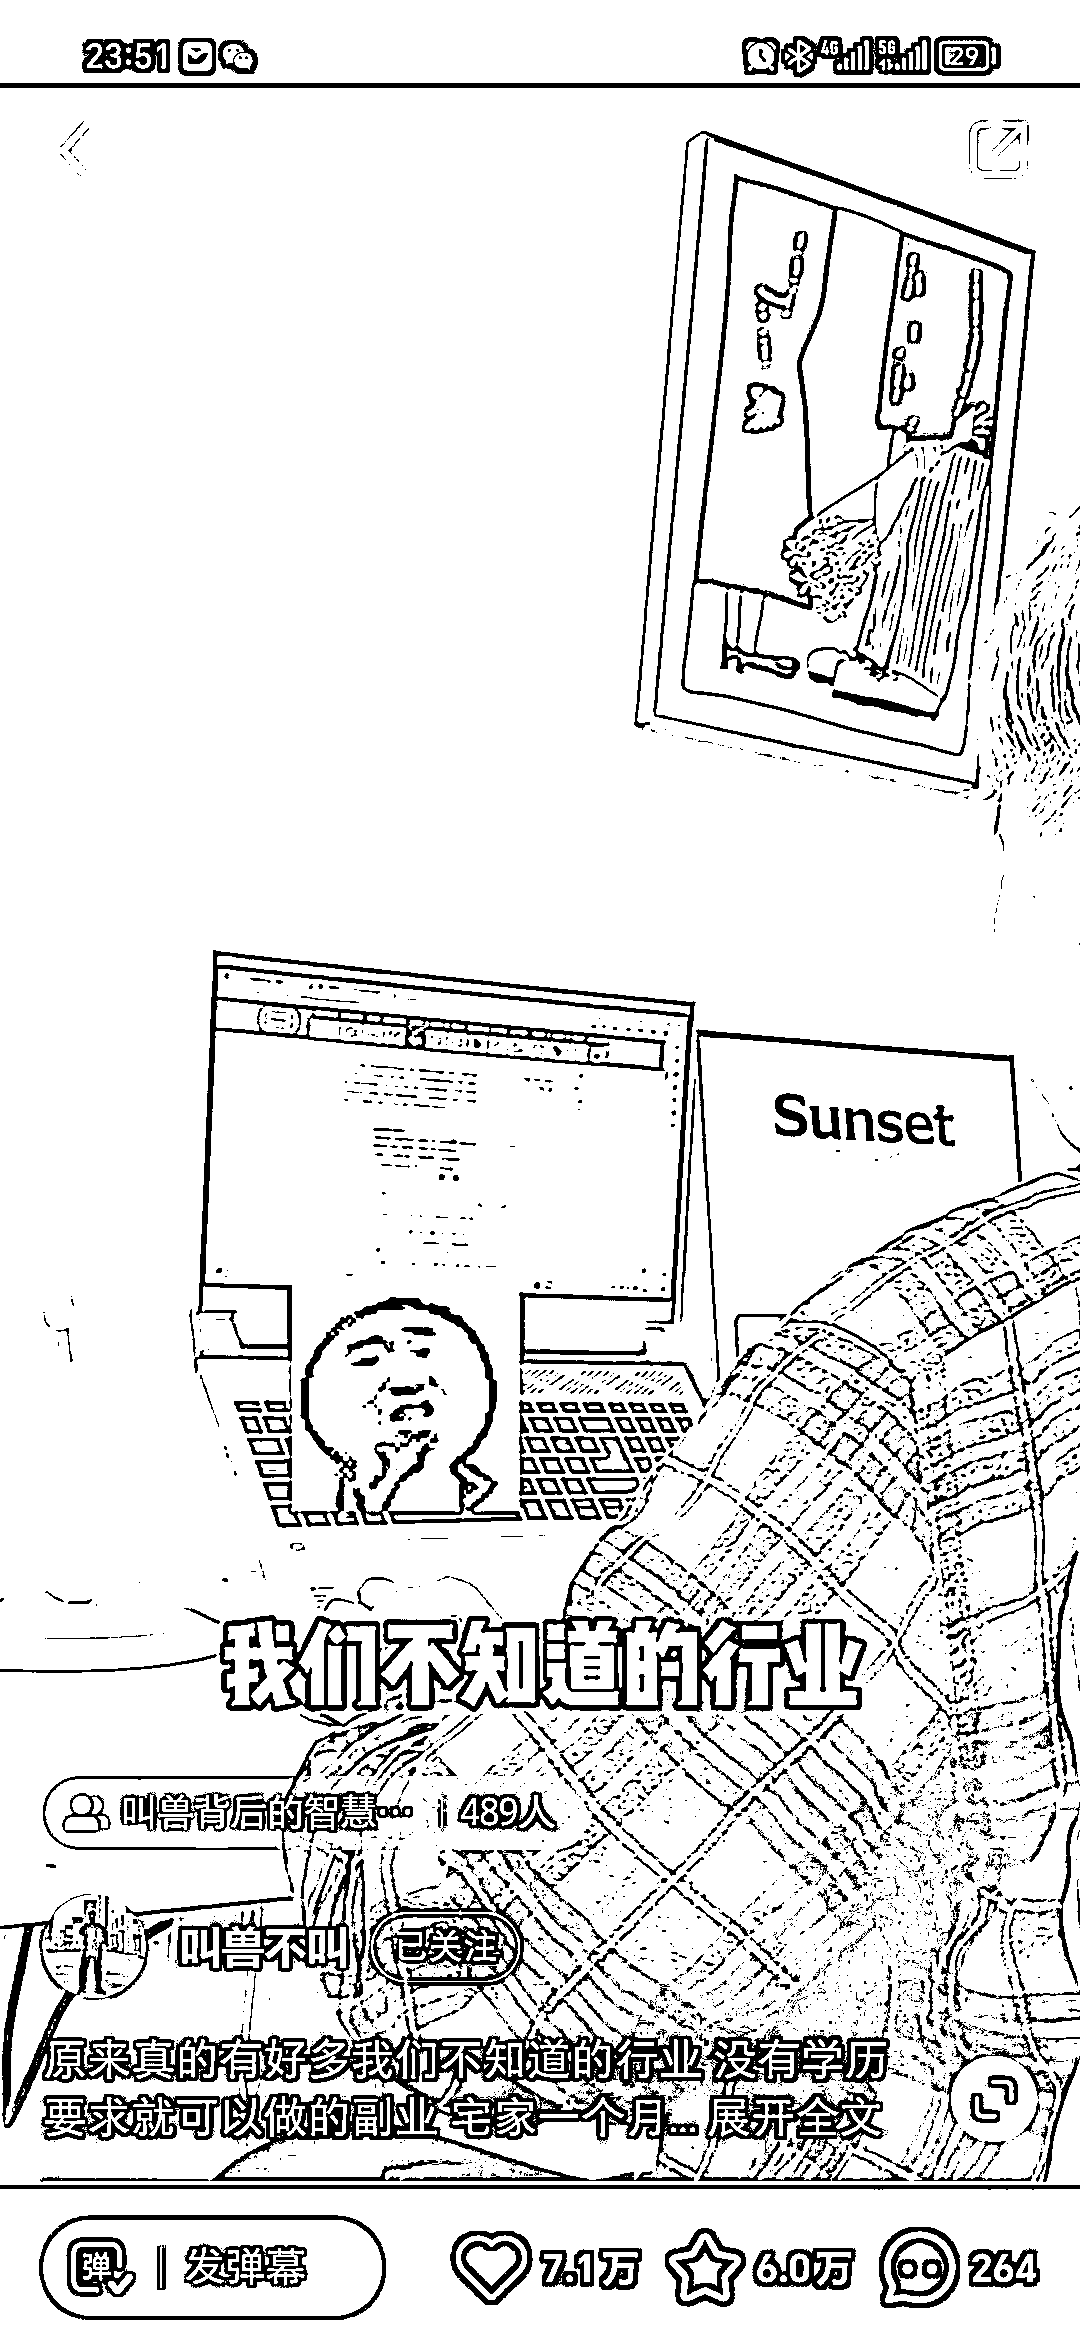 23:51
4G 5G 29
Sunset
我们不知道的行业
叫兽背后的智慧… | 489人
叫兽不叫 已关注
原来真的有好多我们不知道的行业 没有学历
要求就可以做的副业 宅家一个月... 展开全文
弹 | 发弹幕 7.1万 6.0万 264